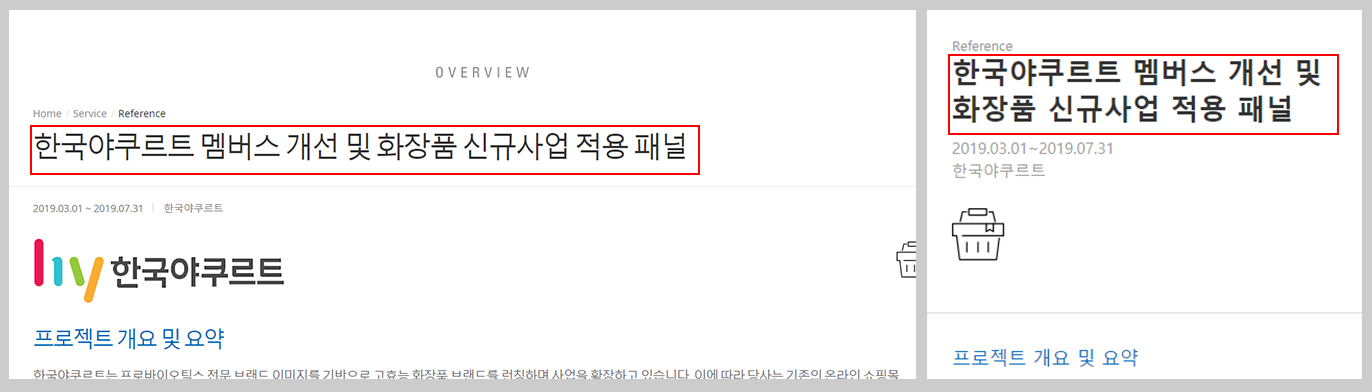 OVERVIEW
Home / Service / Reference
한국야쿠르트 멤버스 개선 및 화장품 신규사업 적용 패널
2019.03.01 ~ 2019.07.31 | 한국야쿠르트
hy 한국야쿠르트
프로젝트 개요 및 요약
한국야쿠르트는 프로바이오틱스 전문 브랜드 이미지를 기반으로 고효능 화장품 브랜드를 런칭하며 사업을 확장하고 있습니다. 이에 따라 당사는 기존의 온라인 쇼핑몰
Reference
한국야쿠르트 멤버스 개선 및
화장품 신규사업 적용 패널
2019.03.01~2019.07.31
한국야쿠르트
프로젝트 개요 및 요약